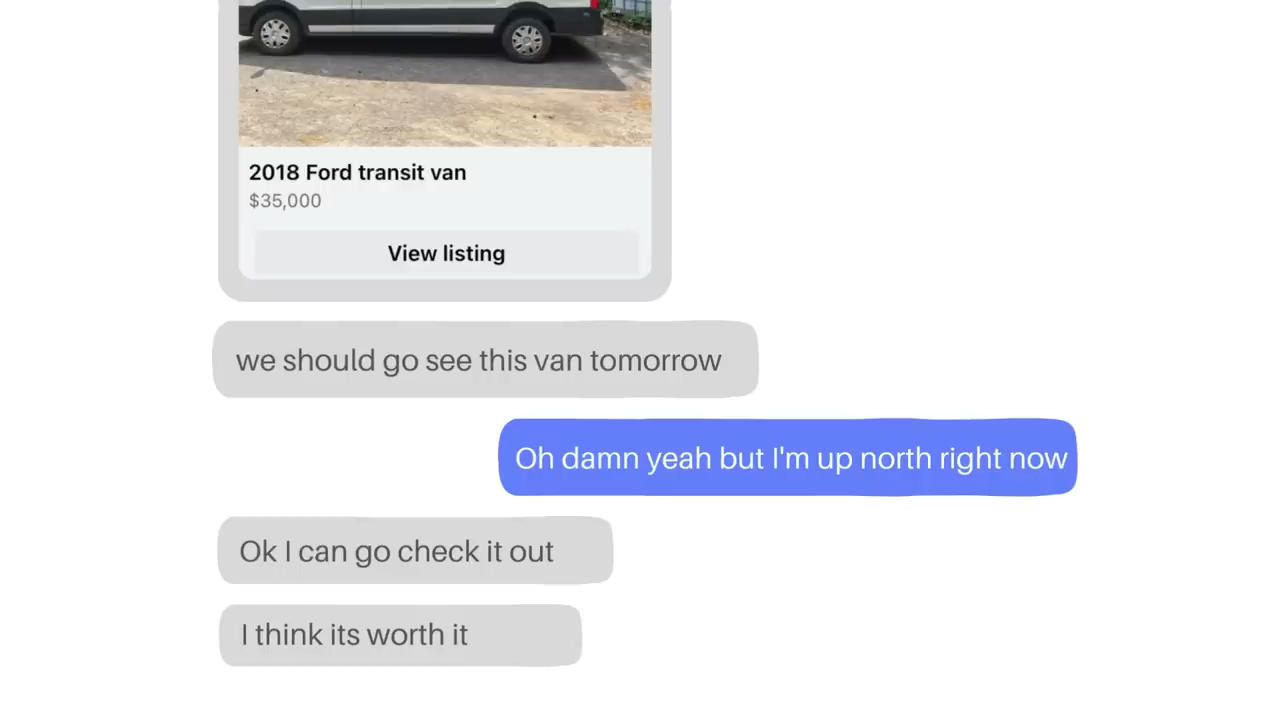 2018 Ford transit van
$35,000
View listing
we should go see this van tomorrow
Oh damn yeah but I'm up north right now
Ok I can go check it out
I think its worth it